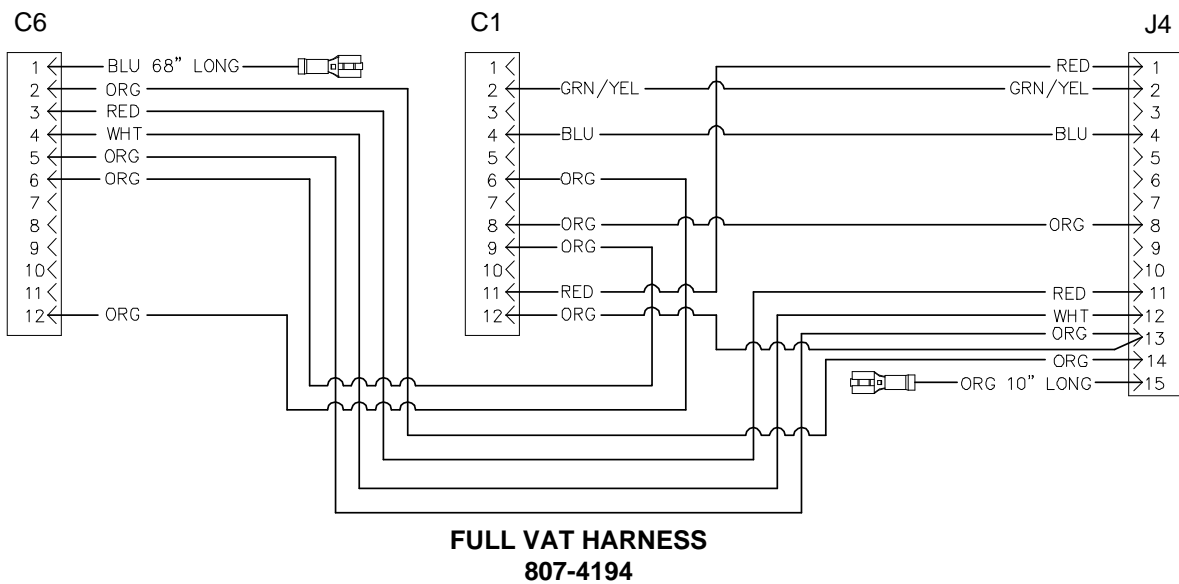 C6
C1
J4
1 BLU 68" LONG
2 ORG
3 RED
4 WHT
5 ORG
6 ORG
7
8
9
10
11
12 ORG
1
2 GRN/YEL
3
4 BLU
5
6 ORG
7
8 ORG
9 ORG
10
11 RED
12 ORG
RED 1
GRN/YEL 2
3
BLU 4
5
6
7
ORG 8
9
10
RED 11
WHT 12
ORG 13
ORG 14
ORG 10" LONG 15
FULL VAT HARNESS
807-4194